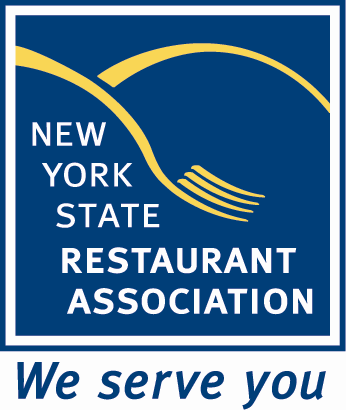 NEW
YORK
STATE
RESTAURANT
ASSOCIATION
We serve you